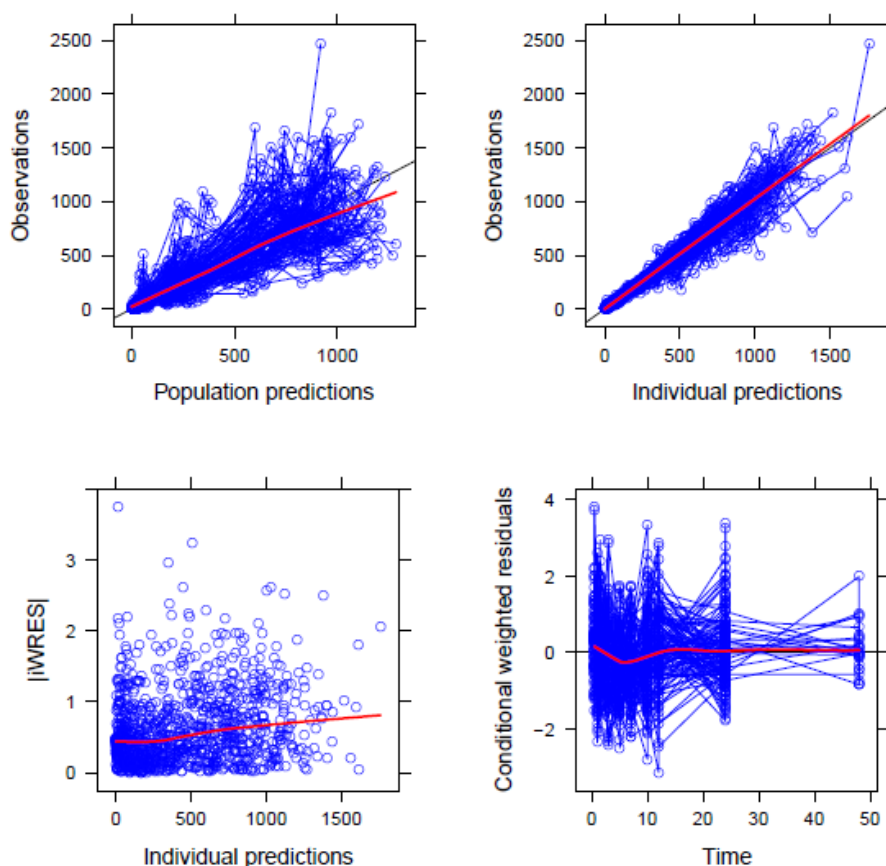 2500
2000
1500
1000
500
0
Observations
0 500 1000
Population predictions
2500
2000
1500
1000
500
0
Observations
0 500 1000 1500
Individual predictions
3
2
1
0
|iWRES|
0 500 1000 1500
Individual predictions
4
2
0
−2
Conditional weighted residuals
0 10 20 30 40 50
Time